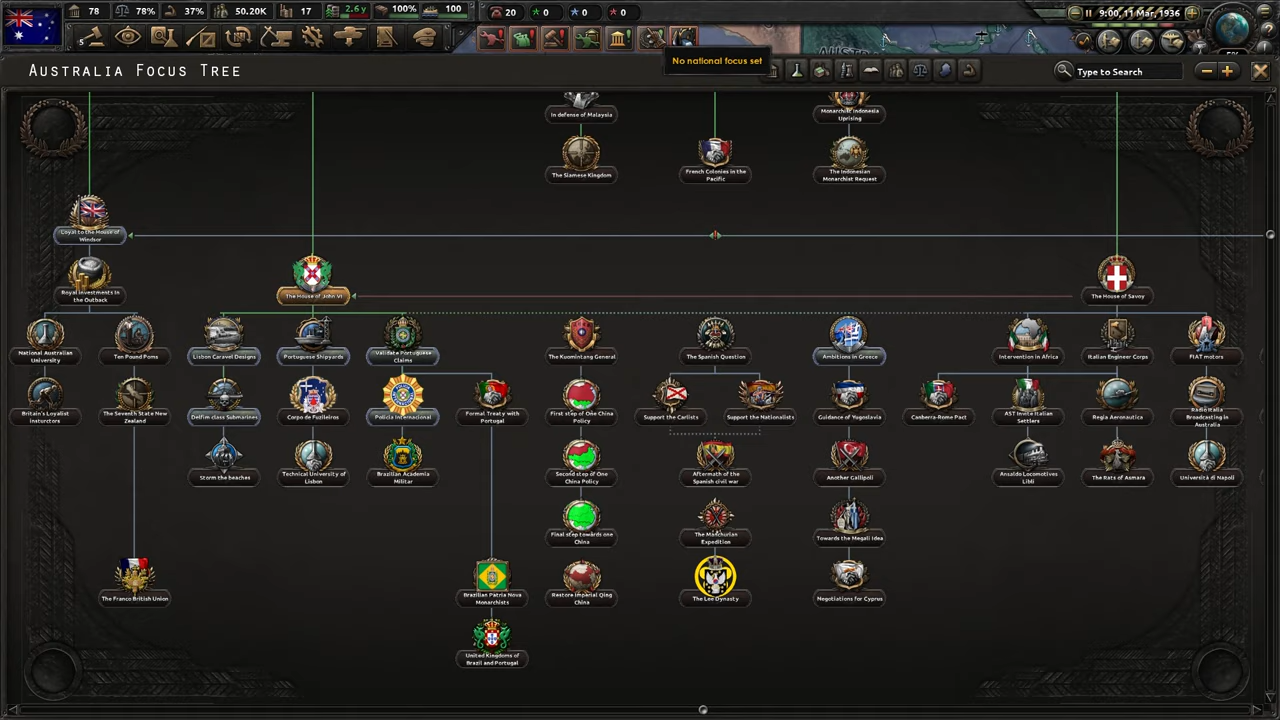 78
78%
37%
50.20K
17
2.6y
100%
100
20
0
0
0
9:00, 11 Mar, 1936
5
No national focus set
AUSTRALIA FOCUS TREE
Type to Search
In defense of Malaysia
Monarchist Indonesia
Uprising
The Siamese Kingdom
French Colonies in the
Pacific
The Indonesian
Monarchist Request
Loyal to the House of
Windsor
Royal Investments in
the Outback
The House of John VI
The House of Savoy
National Australian
University
Ten Pound Poms
Lisbon Caravel Designs
Portuguese Shipyards
Validate Portuguese
Claims
The Kuomintang General
The Spanish Question
Ambitions in Greece
Intervention in Africa
Italian Engineer Corps
FIAT motors
Britain's Loyalist
Insturctors
The Seventh State New
Zealand
Delfim class Submarines
Corpo de Fuzileiros
Policia Internacional
Formal Treaty with
Portugal
First step of One China
Policy
Support the Carlists
Support the Nationalists
Guidance of Yugoslavia
Canberra-Rome Pact
AST Invite Italian
Settlers
Regia Aeronautica
Radio Italia
Broadcasting in
Australia
Storm the beaches
Technical University of
Lisbon
Brazilian Academia
Militar
Second step of One
China Policy
Aftermath of the
Spanish civil war
Another Gallipoli
Ansaldo Locomotives
Libli
The Rats of Asmara
Università di Napoli
Final step towards one
China
The Manchurian
Expedition
Towards the Megali Idea
The Franco British Union
Brazilian Patria Nova
Monarchists
Restore Imperial Qing
China
The Lee Dynasty
Negotiations for Cyprus
United Kingdoms of
Brazil and Portugal